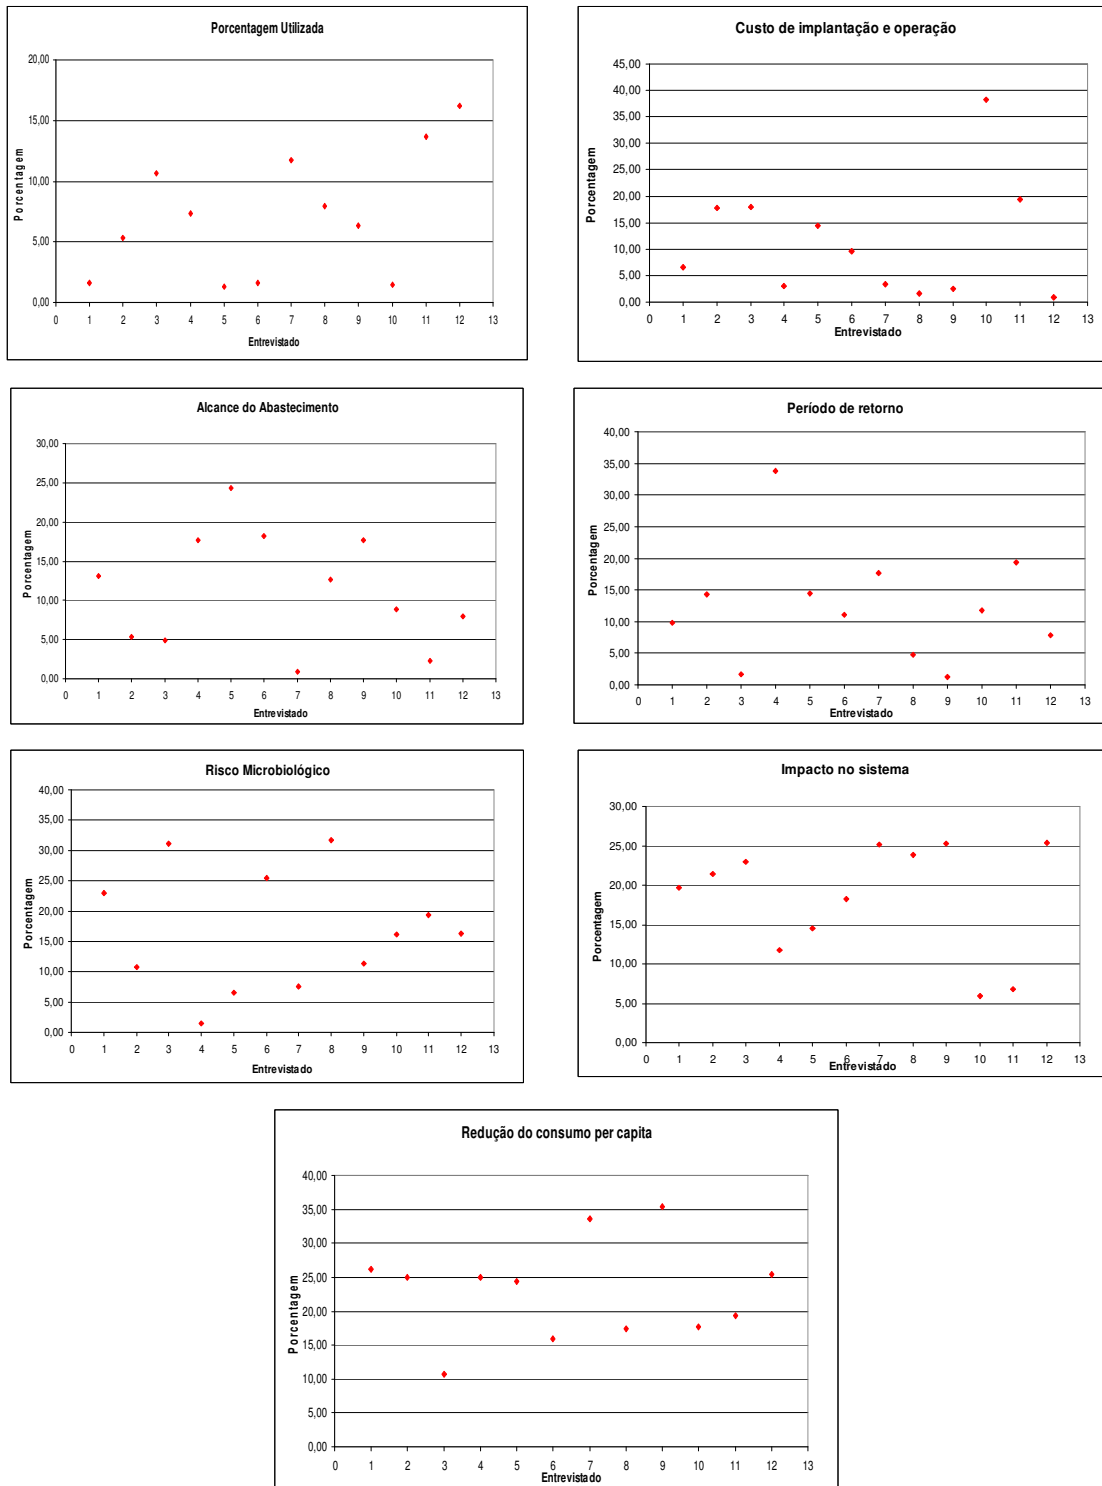 Porcentagem Utilizada
20,00
15,00
10,00
5,00
0,00
Porcentagem
0 1 2 3 4 5 6 7 8 9 10 11 12 13
Entrevistado
Custo de implantação e operação
45,00
40,00
35,00
30,00
25,00
20,00
15,00
10,00
5,00
0,00
Porcentagem
0 1 2 3 4 5 6 7 8 9 10 11 12 13
Entrevistado
Alcance do Abastecimento
30,00
25,00
20,00
15,00
10,00
5,00
0,00
Porcentagem
0 1 2 3 4 5 6 7 8 9 10 11 12 13
Entrevistado
Período de retorno
40,00
35,00
30,00
25,00
20,00
15,00
10,00
5,00
0,00
Porcentagem
0 1 2 3 4 5 6 7 8 9 10 11 12 13
Entrevistado
Risco Microbiológico
40,00
35,00
30,00
25,00
20,00
15,00
10,00
5,00
0,00
Porcentagem
0 1 2 3 4 5 6 7 8 9 10 11 12 13
Entrevistado
Impacto no sistema
30,00
25,00
20,00
15,00
10,00
5,00
0,00
Porcentagem
0 1 2 3 4 5 6 7 8 9 10 11 12 13
Entrevistado
Redução do consumo per capita
40,00
35,00
30,00
25,00
20,00
15,00
10,00
5,00
0,00
Porcentagem
0 1 2 3 4 5 6 7 8 9 10 11 12 13
Entrevistado